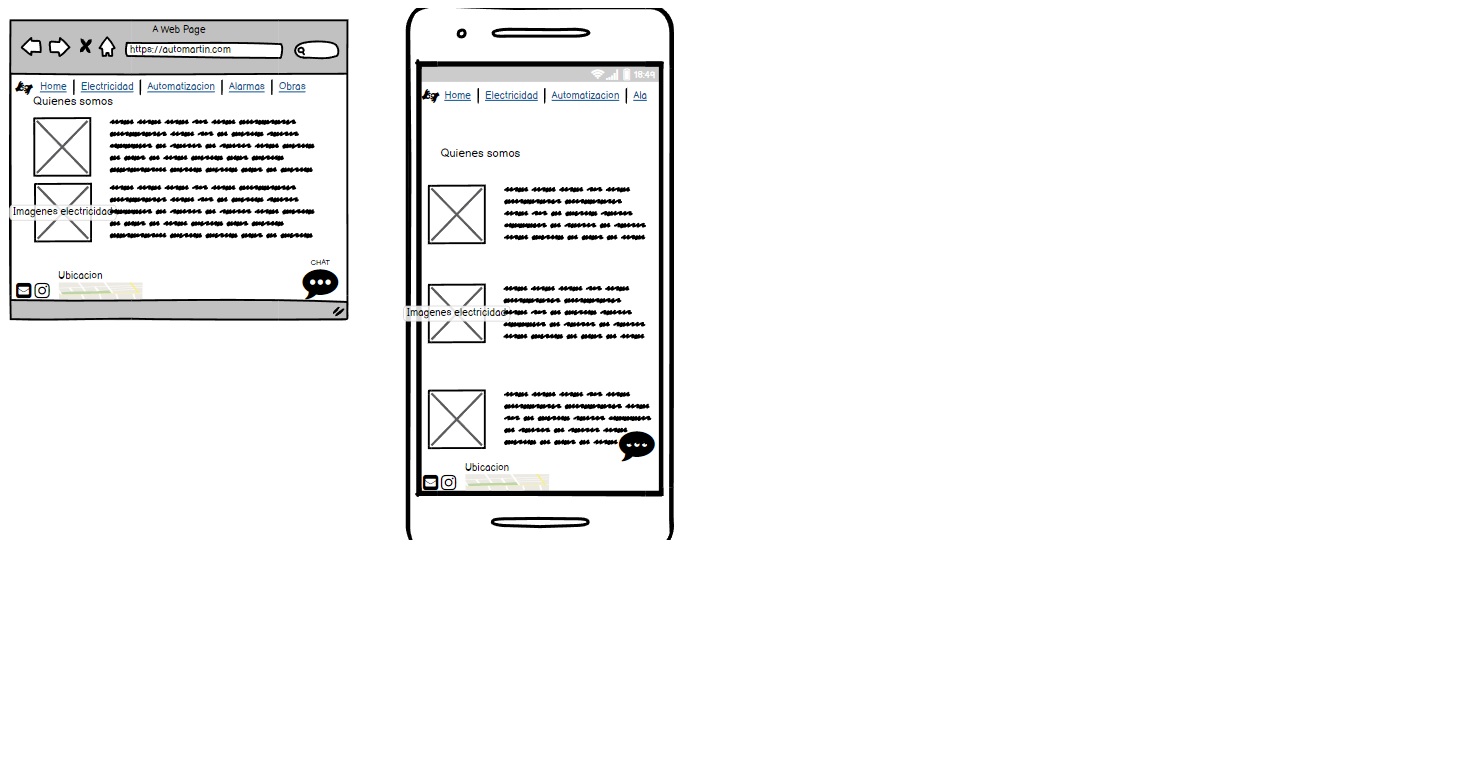 A Web Page
https://automartin.com
Home Electricidad Automatizacion Alarmas Obras
Quienes somos
Imagenes electricidad
CHAT
Ubicacion
18:49
Home Electricidad Automatizacion Ala
Quienes somos
Imagenes electricidad
Ubicacion